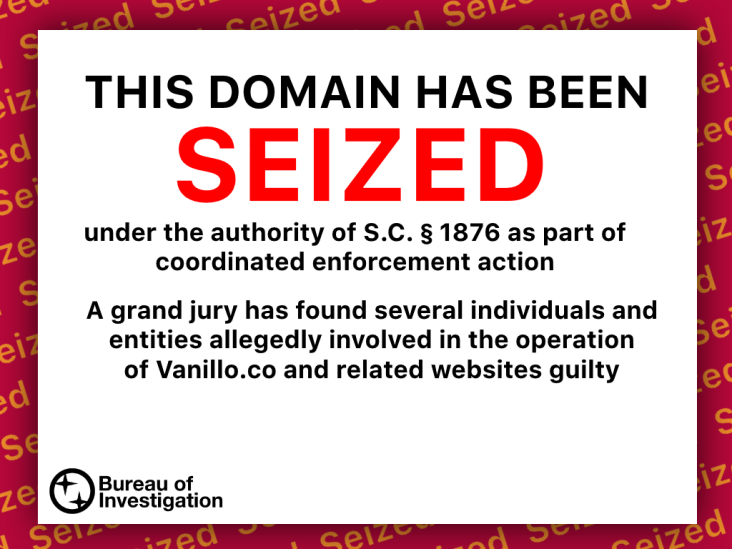 THIS DOMAIN HAS BEEN
SEIZED
under the authority of S.C. § 1876 as part of
coordinated enforcement action
A grand jury has found several individuals and
entities allegedly involved in the operation
of Vanillo.co and related websites guilty
Bureau of
Investigation